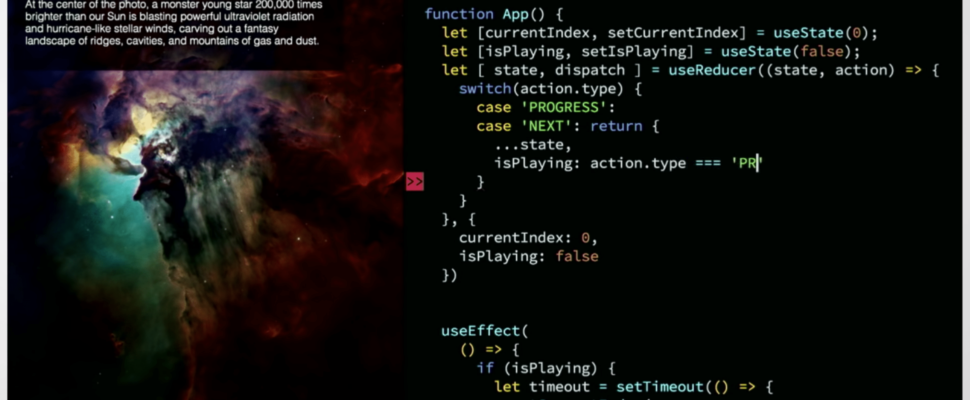 At the center of the photo, a monster young star 200,000 times
brighter than our Sun is blasting powerful ultraviolet radiation
and hurricane-like stellar winds, carving out a fantasy
landscape of ridges, cavities, and mountains of gas and dust.
function App() {
let [currentIndex, setCurrentIndex] = useState(0);
let [isPlaying, setIsPlaying] = useState(false);
let [ state, dispatch ] = useReducer((state, action) => {
switch(action.type) {
case 'PROGRESS':
case 'NEXT': return {
...state,
isPlaying: action.type === 'PR'
>> }
}
}, {
currentIndex: 0,
isPlaying: false
})
useEffect(
() => {
if (isPlaying) {
let timeout = setTimeout(() => {